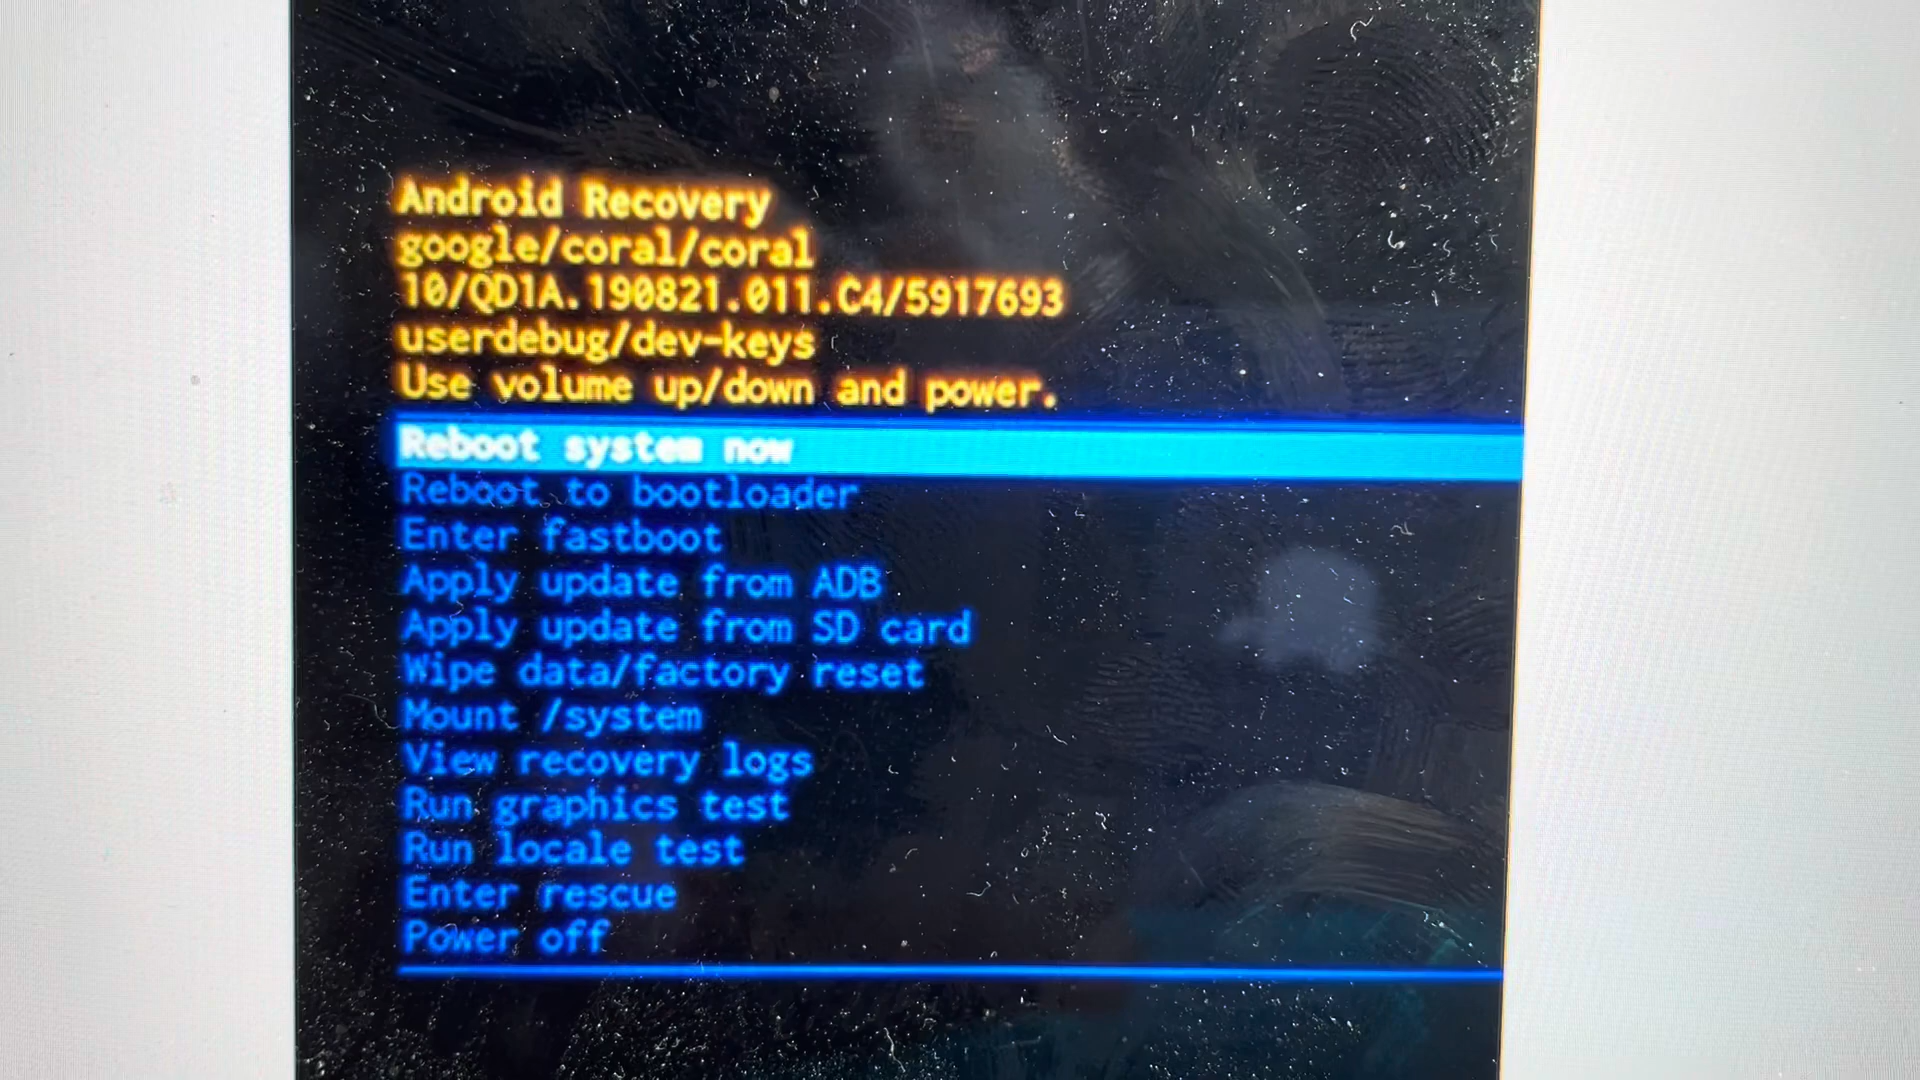 Android Recovery
google/coral/coral
10/QD1A.190821.011.C4/5917693
userdebug/dev-keys
Use volume up/down and power.
Reboot system now
Reboot to bootloader
Enter fastboot
Apply update from ADB
Apply update from SD card
Wipe data/factory reset
Mount /system
View recovery logs
Run graphics test
Run locale test
Enter rescue
Power off